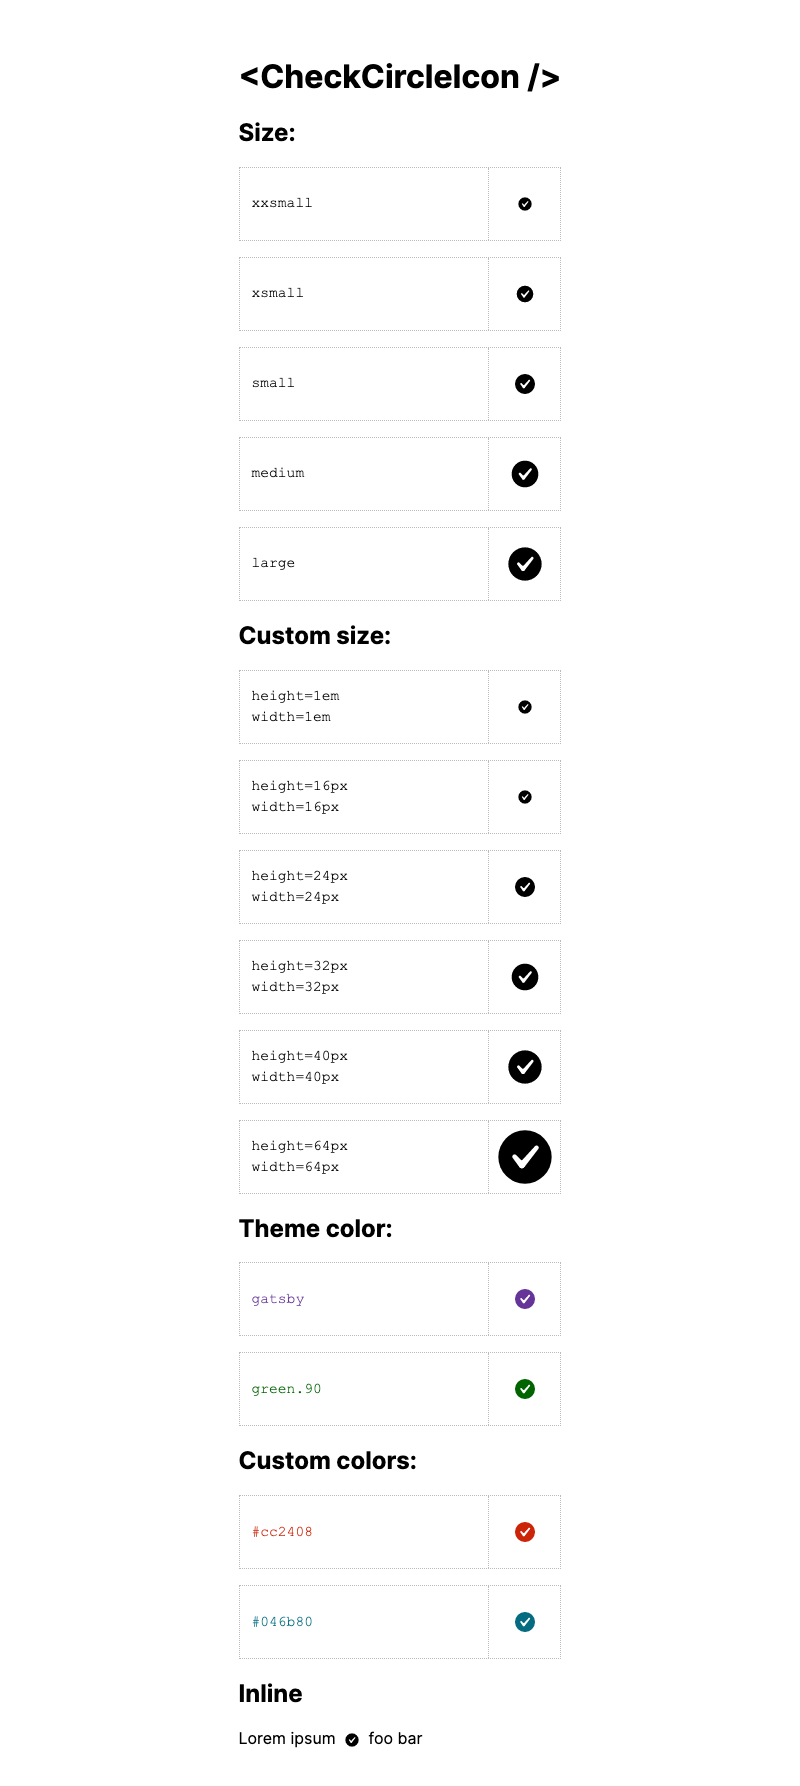 <CheckCircleIcon />
Size:
xxsmall
xsmall
small
medium
large
Custom size:
height=1em
width=1em
height=16px
width=16px
height=24px
width=24px
height=32px
width=32px
height=40px
width=40px
height=64px
width=64px
Theme color:
gatsby
green.90
Custom colors:
#cc2408
#046b80
Inline
Lorem ipsum foo bar